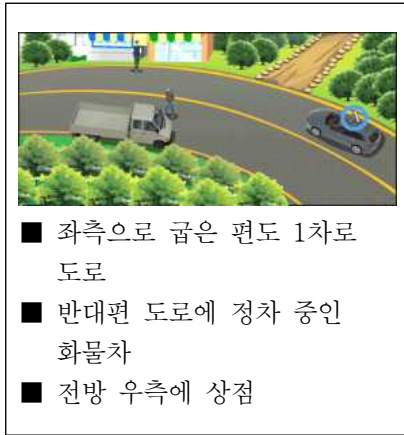 ■ 좌측으로 굽은 편도 1차로
도로
■ 반대편 도로에 정차 중인
화물차
■ 전방 우측에 상점